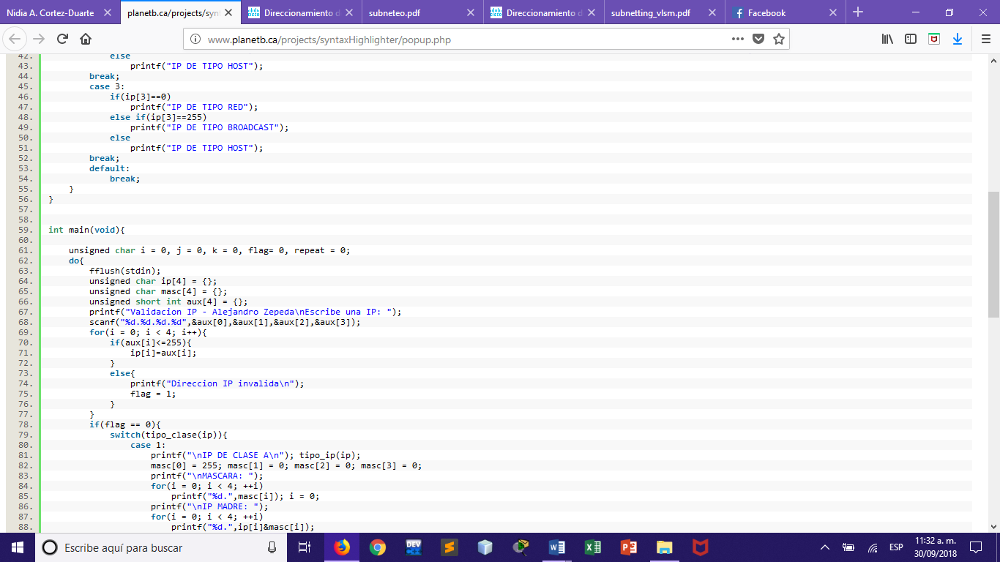 Nidia A. Cortez-Duarte
planetb.ca/projects/syn
Direccionamiento d
subneteo.pdf
Direccionamiento d
subnetting_vlsm.pdf
Facebook
www.planetb.ca/projects/syntaxHighlighter/popup.php
42. else
43. printf("IP DE TIPO HOST");
44. break;
45. case 3:
46. if(ip[3]==0)
47. printf("IP DE TIPO RED");
48. else if(ip[3]==255)
49. printf("IP DE TIPO BROADCAST");
50. else
51. printf("IP DE TIPO HOST");
52. break;
53. default:
54. break;
55. }
56. }
57.
58.
59. int main(void){
60.
61. unsigned char i = 0, j = 0, k = 0, flag= 0, repeat = 0;
62. do{
63. fflush(stdin);
64. unsigned char ip[4] = {};
65. unsigned char masc[4] = {};
66. unsigned short int aux[4] = {};
67. printf("Validacion IP - Alejandro Zepeda\nEscribe una IP: ");
68. scanf("%d.%d.%d.%d",&aux[0],&aux[1],&aux[2],&aux[3]);
69. for(i = 0; i < 4; i++){
70. if(aux[i]<=255){
71. ip[i]=aux[i];
72. }
73. else{
74. printf("Direccion IP invalida\n");
75. flag = 1;
76. }
77. }
78. if(flag == 0){
79. switch(tipo_clase(ip)){
80. case 1:
81. printf("\nIP DE CLASE A\n"); tipo_ip(ip);
82. masc[0] = 255; masc[1] = 0; masc[2] = 0; masc[3] = 0;
83. printf("\nMASCARA: ");
84. for(i = 0; i < 4; ++i)
85. printf("%d.",masc[i]); i = 0;
86. printf("\nIP MADRE: ");
87. for(i = 0; i < 4; ++i)
88. printf("%d.",ip[i]&masc[i]);
Escribe aquí para buscar
DEV
ESP
11:32 a. m.
30/09/2018